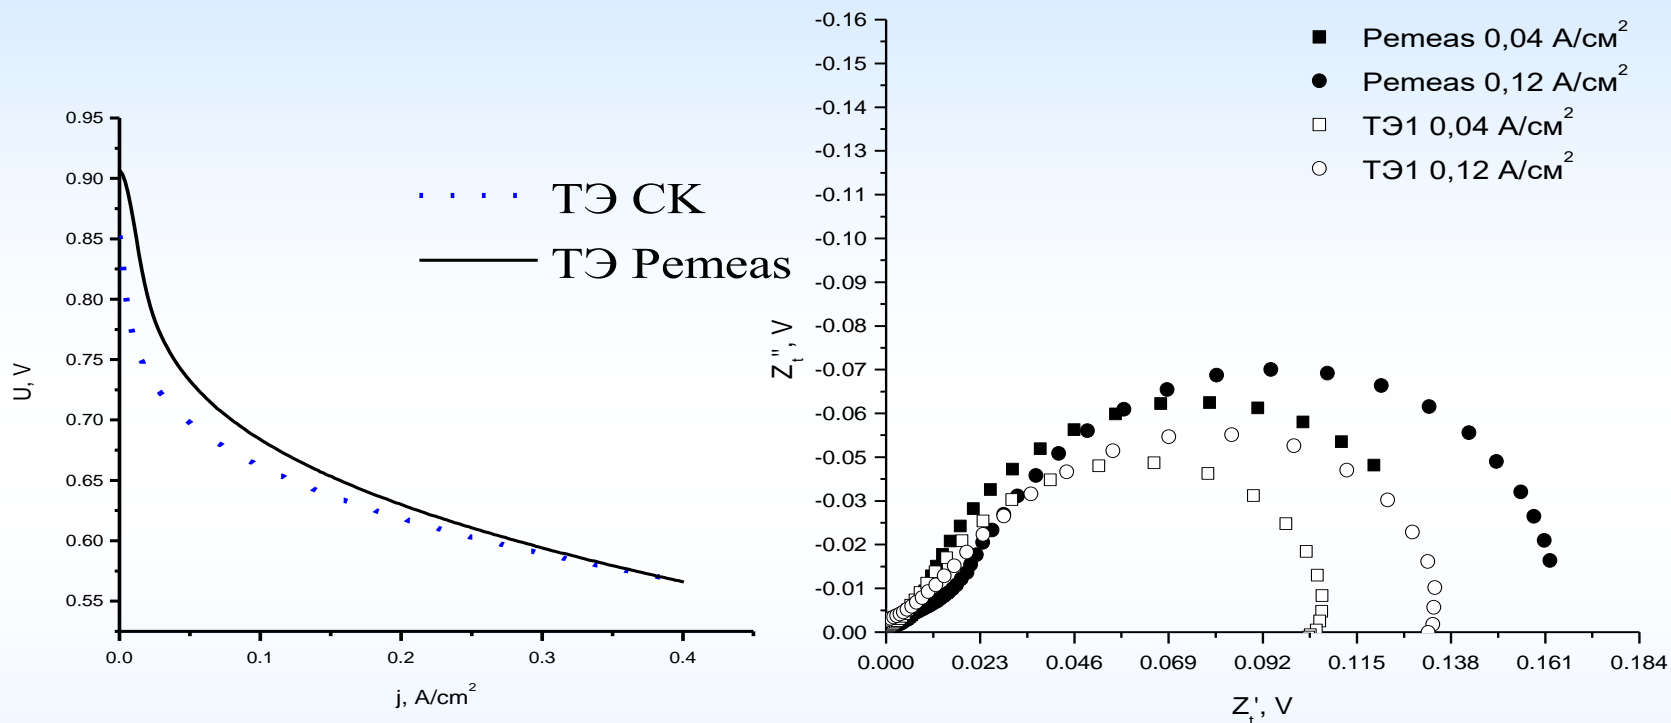 0.95
0.90
0.85
0.80
0.75
0.70
0.65
0.60
0.55
U, V
0.0 0.1 0.2 0.3 0.4
j, A/cm²
ТЭ СК
ТЭ Pemeas
-0.16
-0.15
-0.14
-0.13
-0.11
-0.10
-0.09
-0.08
-0.07
-0.06
-0.05
-0.03
-0.02
-0.01
0.00
Zt'', V
0.000 0.023 0.046 0.069 0.092 0.115 0.138 0.161 0.184
Zt', V
Pemeas 0,04 А/см²
Pemeas 0,12 А/см²
ТЭ1 0,04 А/см²
ТЭ1 0,12 А/см²